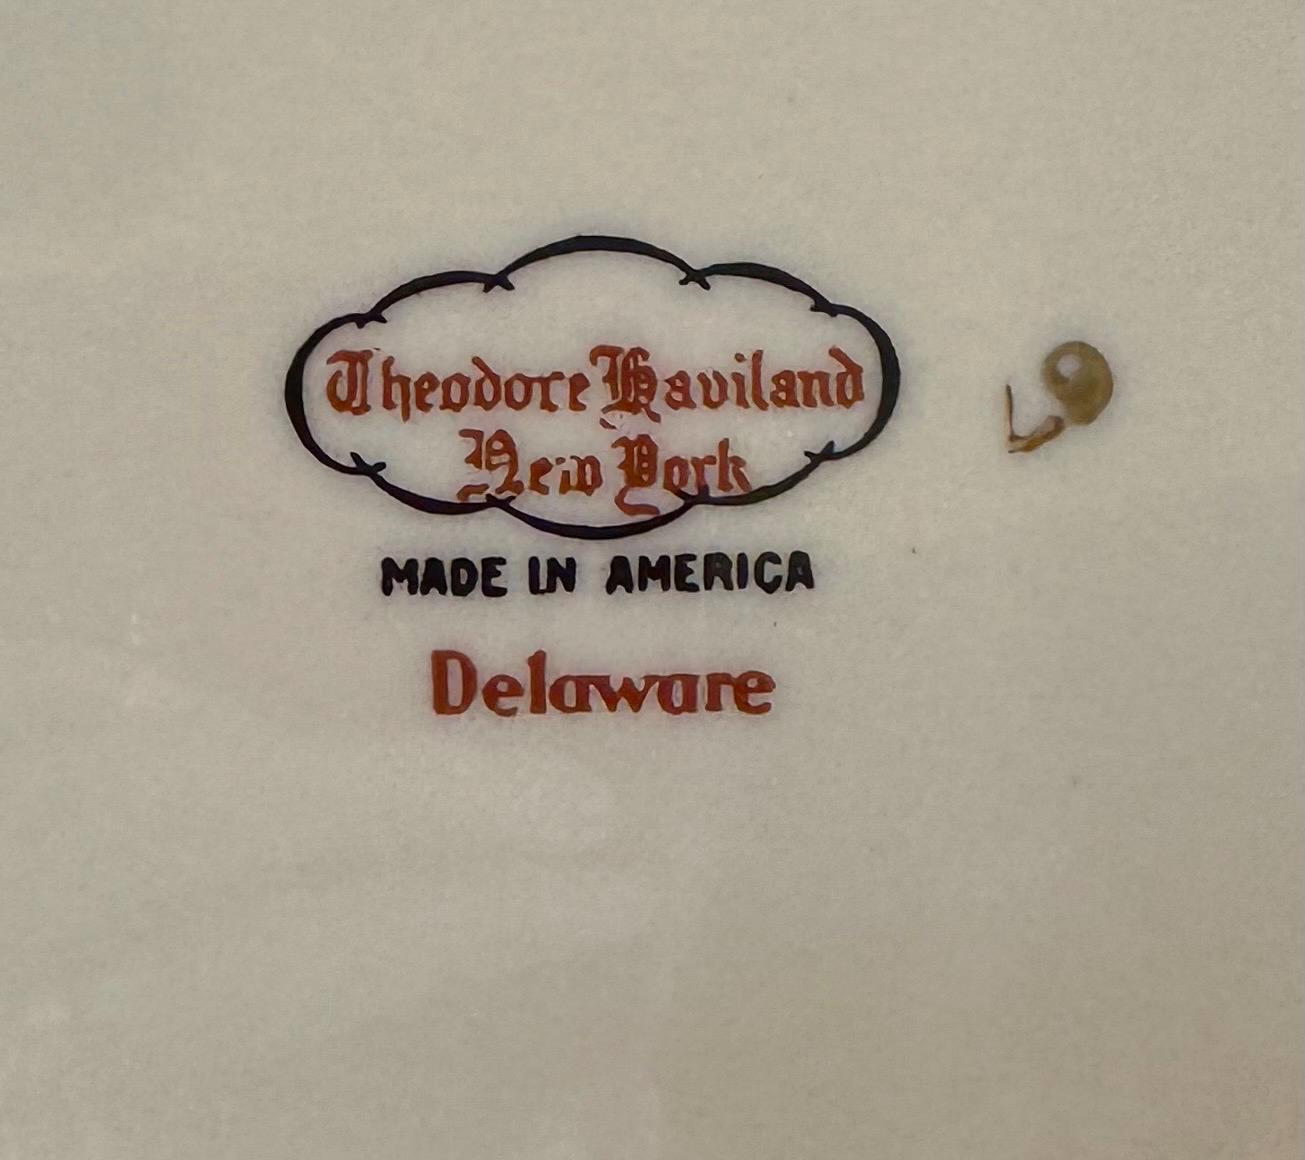 Theodore Haviland
New York
MADE IN AMERICA
Delaware